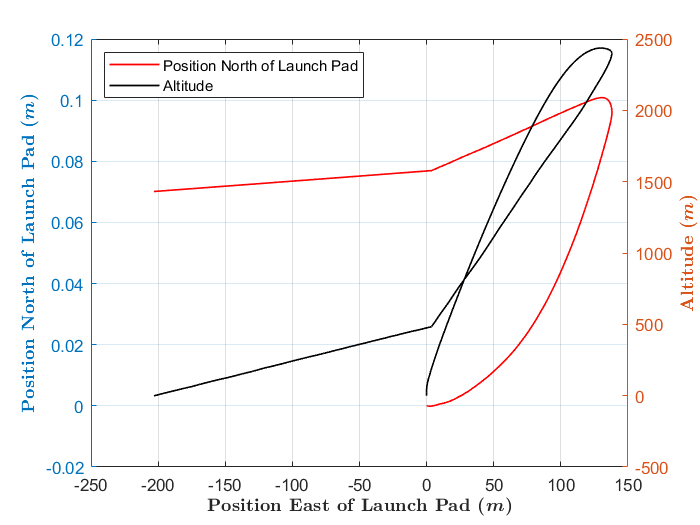 0.12
0.1
0.08
0.06
0.04
0.02
0
-0.02
Position North of Launch Pad (m)
Position North of Launch Pad
Altitude
2500
2000
1500
1000
500
0
-500
Altitude (m)
-250 -200 -150 -100 -50 0 50 100 150
Position East of Launch Pad (m)